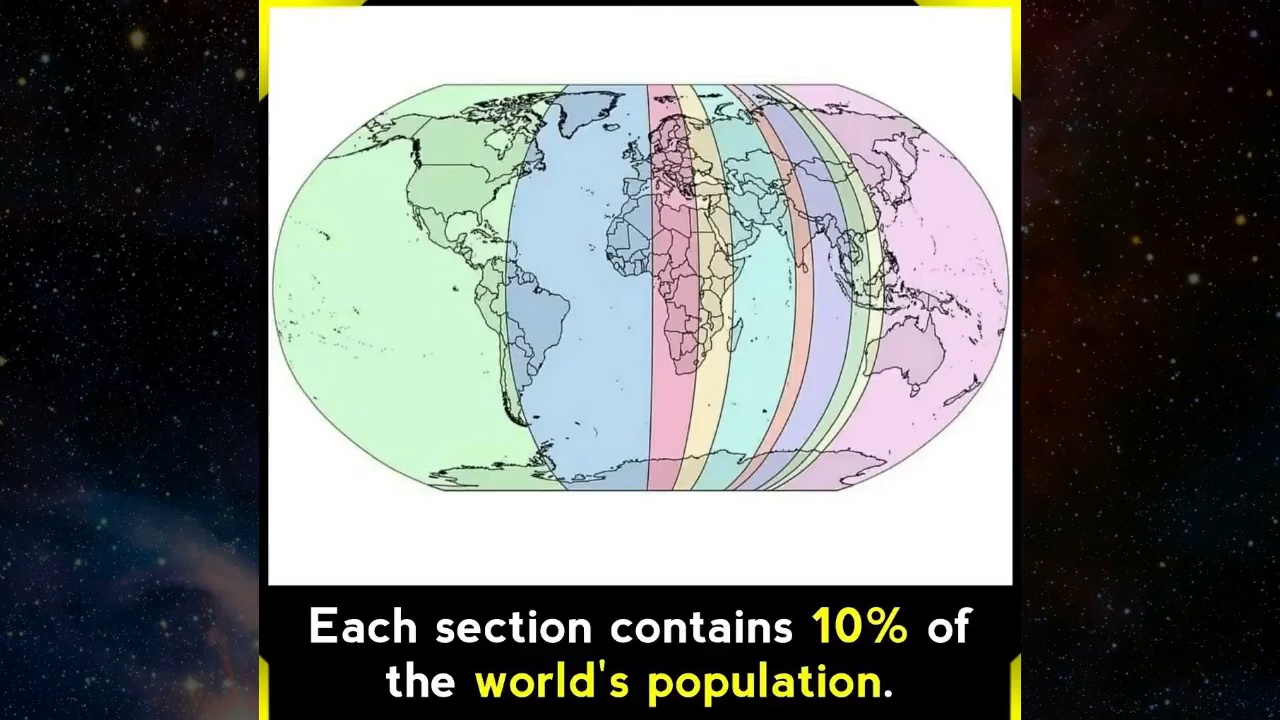 Each section contains 10% of
the world's population.